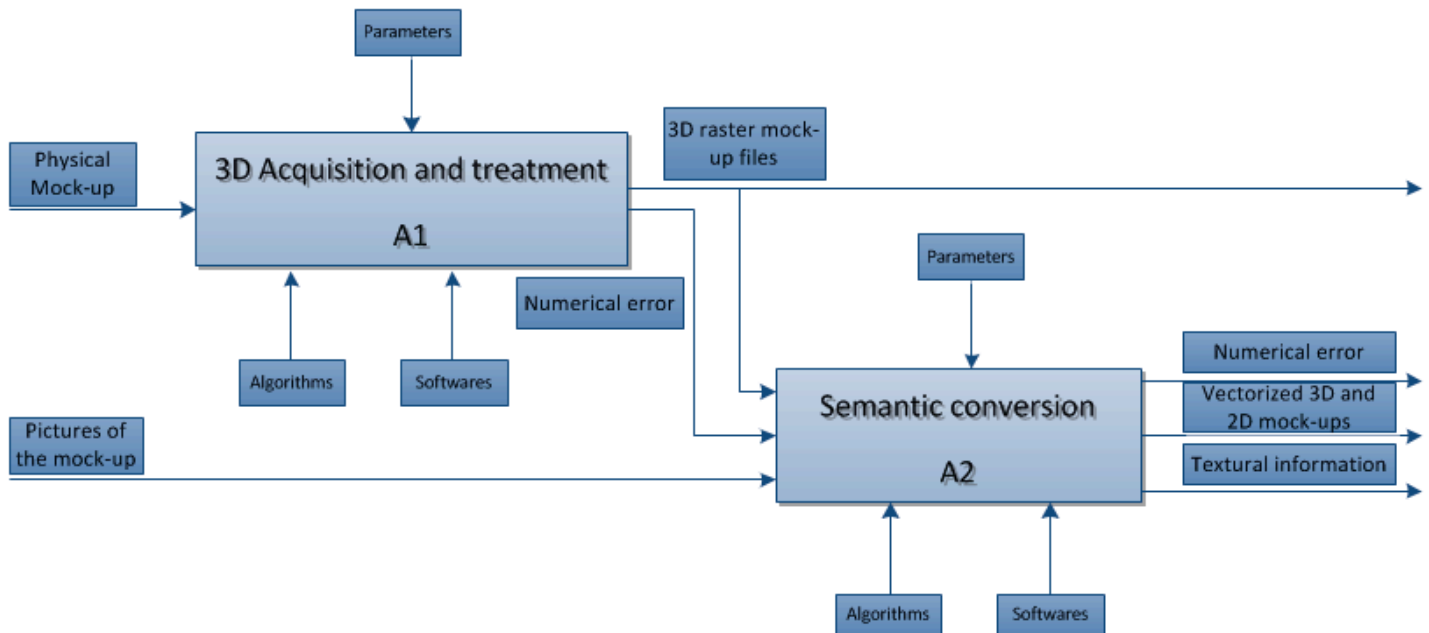 Parameters
3D raster mock-
up files
Physical
Mock-up
3D Acquisition and treatment
A1
Numerical error
Algorithms
Softwares
Parameters
Pictures of
the mock-up
Semantic conversion
A2
Numerical error
Vectorized 3D and
2D mock-ups
Textural information
Algorithms
Softwares